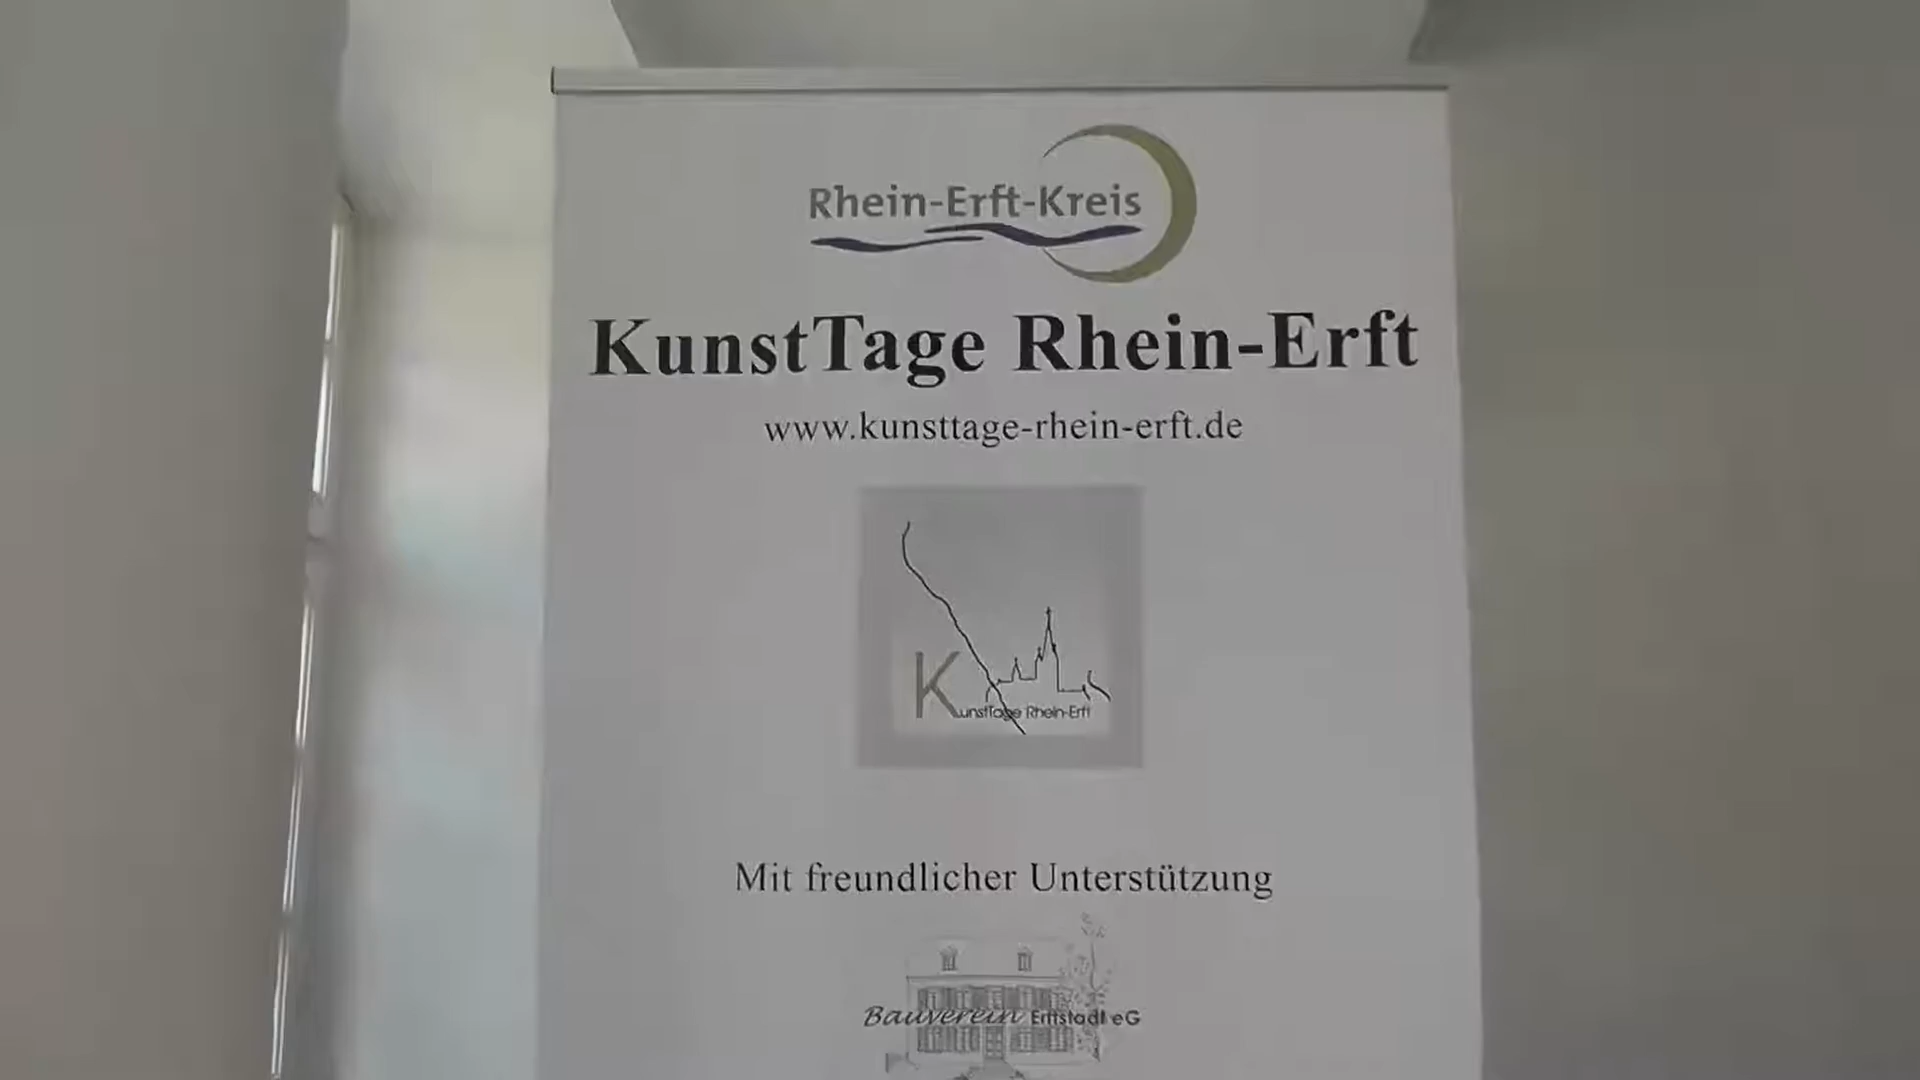 Rhein-Erft-Kreis
KunstTage Rhein-Erft
www.kunsttage-rhein-erft.de
KunstTage Rhein-Erft
Mit freundlicher Unterstützung
Bauverein Erftstadt eG